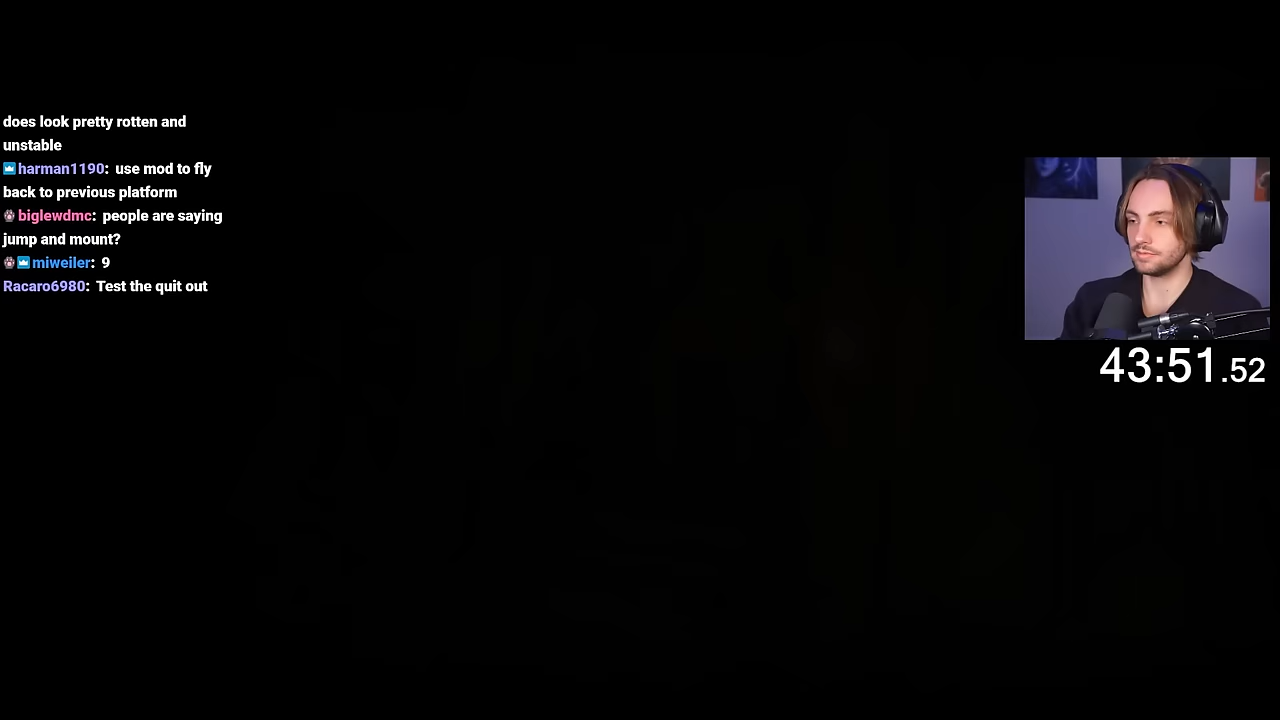 does look pretty rotten and
unstable
harman1190: use mod to fly
back to previous platform
biglewdmc: people are saying
jump and mount?
miweiler: 9
Racaro6980: Test the quit out
43:51.52